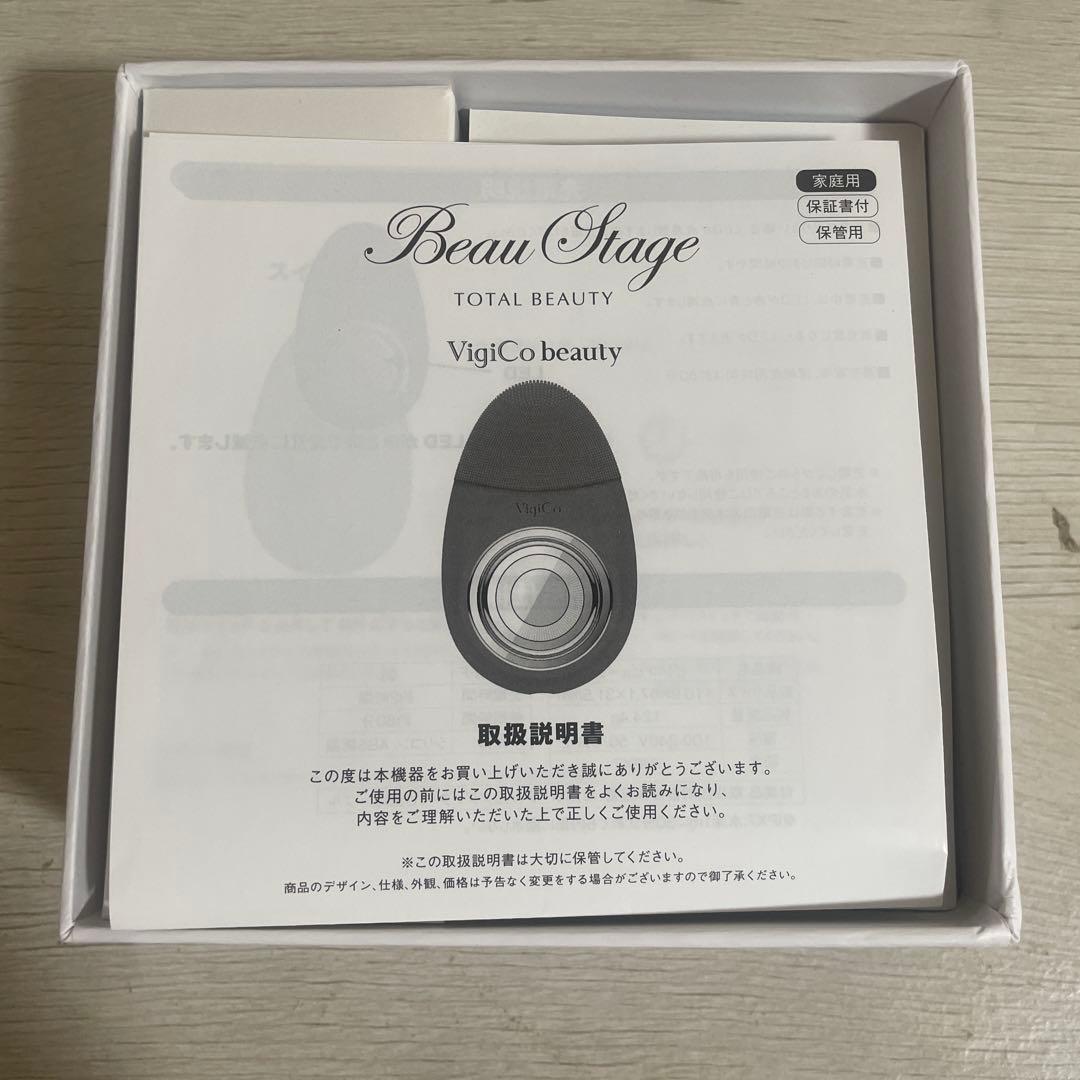 家庭用
保証書付
保管用
Beau Stage
TOTAL BEAUTY
VigiCo beauty
VigiCo
取扱説明書
この度は本機器をお買い上げいただき誠にありがとうございます。
ご使用の前にはこの取扱説明書をよくお読みになり、
内容をご理解いただいた上で正しくご使用ください。
※この取扱説明書は大切に保管してください。
商品のデザイン、仕様、外観、価格は予告なく変更をする場合がございますので御了承ください。